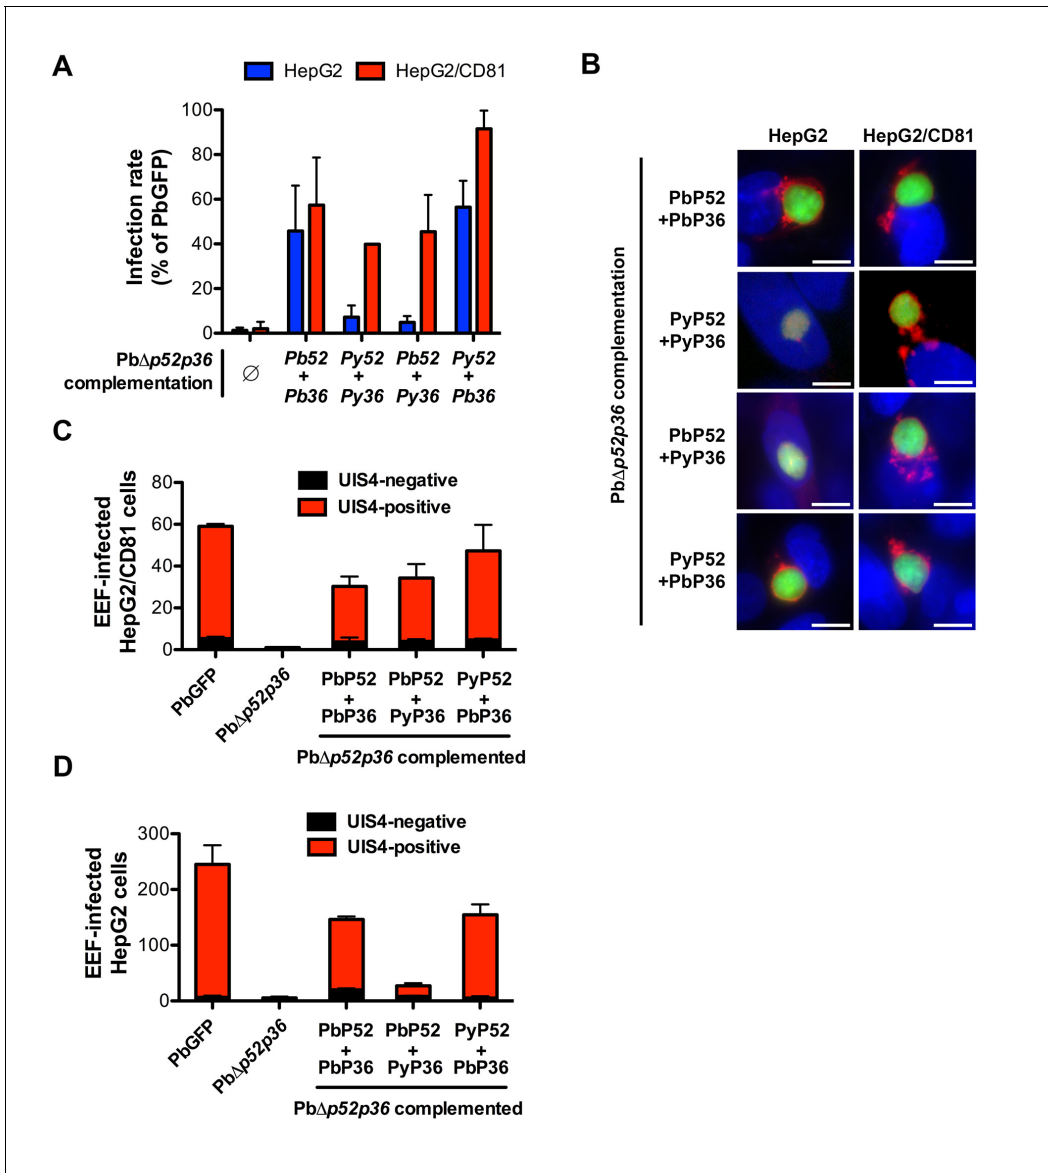 A
HepG2 HepG2/CD81
Infection rate
(% of PbGFP)
100
80
60
40
20
0
PbΔp52p36
complementation
∅
Pb52 Py52 Pb52 Py52
+ + + +
Pb36 Py36 Py36 Pb36
B
HepG2 HepG2/CD81
PbΔp52p36 complementation
PbP52
+PbP36
PyP52
+PyP36
PbP52
+PyP36
PyP52
+PbP36
C
UIS4-negative
UIS4-positive
EEF-infected
HepG2/CD81 cells
80
60
40
20
0
PbGFP
PbΔp52p36
PbP52 PbP52 PyP52
+ + +
PbP36 PyP36 PbP36
PbΔp52p36 complemented
D
UIS4-negative
UIS4-positive
EEF-infected
HepG2 cells
300
200
100
0
PbGFP
PbΔp52p36
PbP52 PbP52 PyP52
+ + +
PbP36 PyP36 PbP36
PbΔp52p36 complemented